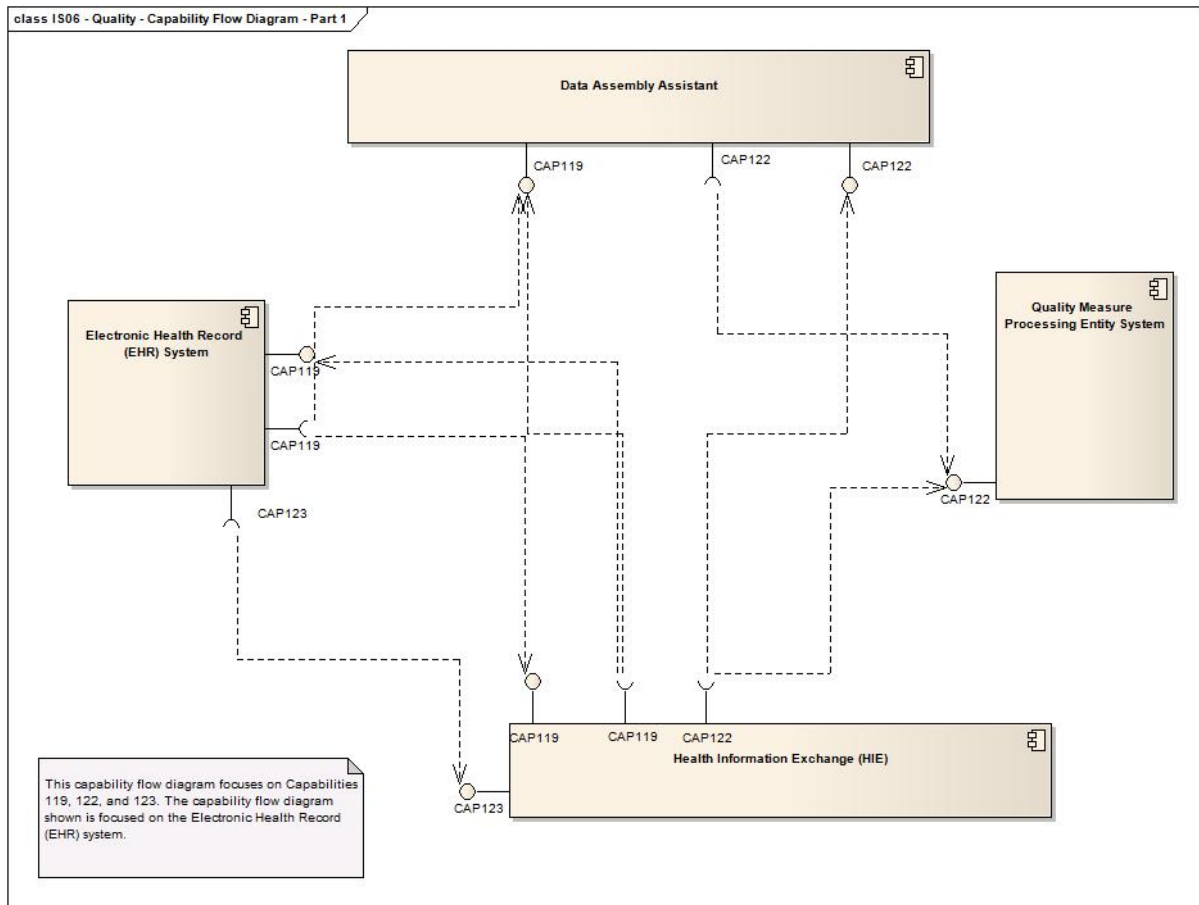 class IS06 - Quality - Capability Flow Diagram - Part 1
Data Assembly Assistant
CAP119
CAP122
CAP122
Electronic Health Record
(EHR) System
CAP119
CAP119
CAP123
Quality Measure
Processing Entity System
CAP122
CAP119
CAP119
CAP122
Health Information Exchange (HIE)
CAP123
This capability flow diagram focuses on Capabilities
119, 122, and 123. The capability flow diagram
shown is focused on the Electronic Health Record
(EHR) system.